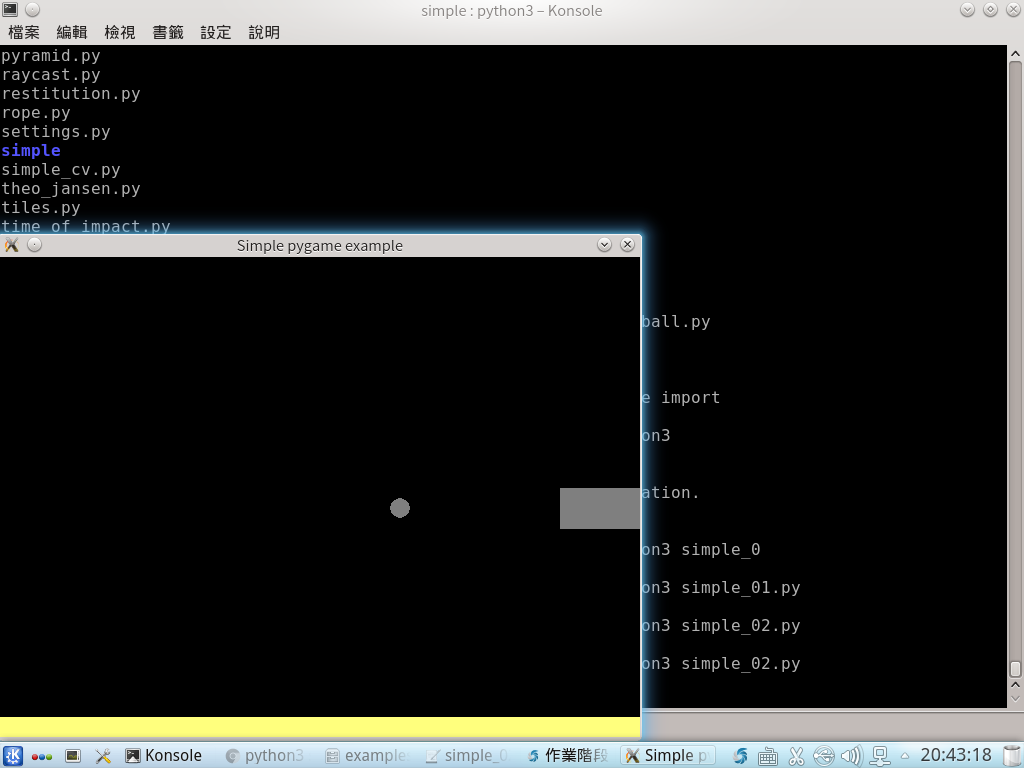 simple : python3 – Konsole
檔案 編輯 檢視 書籤 設定 說明
pyramid.py
raycast.py
restitution.py
rope.py
settings.py
simple
simple_cv.py
theo_jansen.py
tiles.py
time_of_impact.py
Simple pygame example
ball.py
e import
on3
ation.
on3 simple_0
on3 simple_01.py
on3 simple_02.py
on3 simple_02.py
Konsole python3 example simple_0 作業階段 Simple p 20:43:18